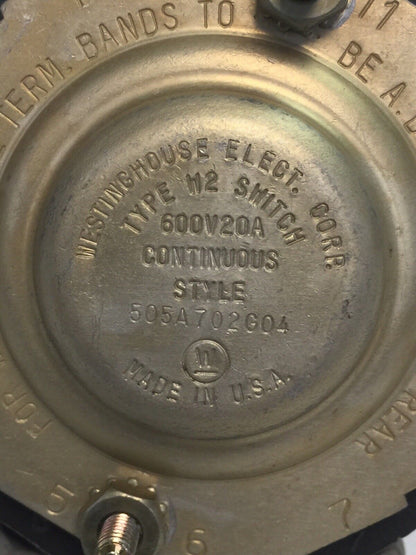 TERM. BANDS TO
BE A.
11
WESTINGHOUSE ELECT. CORP.
TYPE W2 SWITCH
600V20A
CONTINUOUS
STYLE
505A702G04
W
MADE IN U.S.A.
FOR
REAR
5
6
7